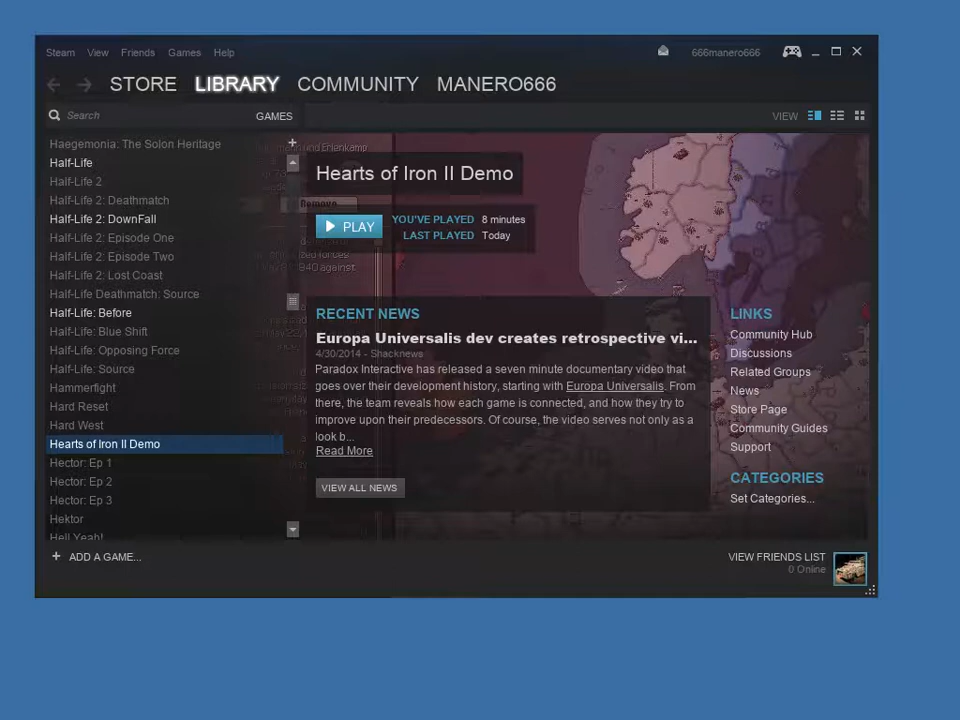 Steam View Friends Games Help
666manero666
STORE LIBRARY COMMUNITY MANERO666
Search
GAMES
VIEW
Haegemonia: The Solon Heritage
Half-Life
Half-Life 2
Half-Life 2: Deathmatch
Half-Life 2: DownFall
Half-Life 2: Episode One
Half-Life 2: Episode Two
Half-Life 2: Lost Coast
Half-Life Deathmatch: Source
Half-Life: Before
Half-Life: Blue Shift
Half-Life: Opposing Force
Half-Life: Source
Hammerfight
Hard Reset
Hard West
Hearts of Iron II Demo
Hector: Ep 1
Hector: Ep 2
Hector: Ep 3
Hektor
Hell Yeah!
+ ADD A GAME...
Remove
Hearts of Iron II Demo
PLAY
YOU'VE PLAYED 8 minutes
LAST PLAYED Today
RECENT NEWS
Europa Universalis dev creates retrospective vi...
4/30/2014 - Shacknews
Paradox Interactive has released a seven minute documentary video that
goes over their development history, starting with Europa Universalis. From
there, the team reveals how each game is connected, and how they try to
improve upon their predecessors. Of course, the video serves not only as a
look b...
Read More
VIEW ALL NEWS
LINKS
Community Hub
Discussions
Related Groups
News
Store Page
Community Guides
Support
CATEGORIES
Set Categories...
VIEW FRIENDS LIST
0 Online